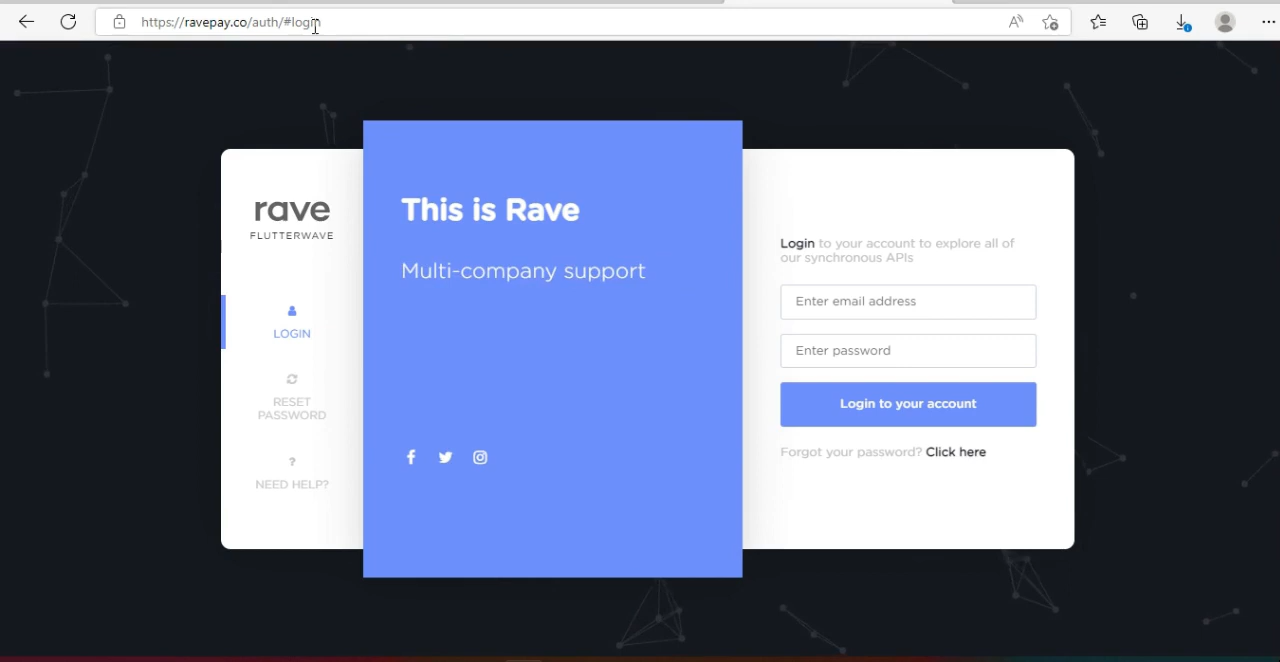 https://ravepay.co/auth/#login
rave
FLUTTERWAVE
LOGIN
RESET
PASSWORD
?
NEED HELP?
This is Rave
Multi-company support
Login to your account to explore all of
our synchronous APIs
Enter email address
Enter password
Login to your account
Forgot your password? Click here